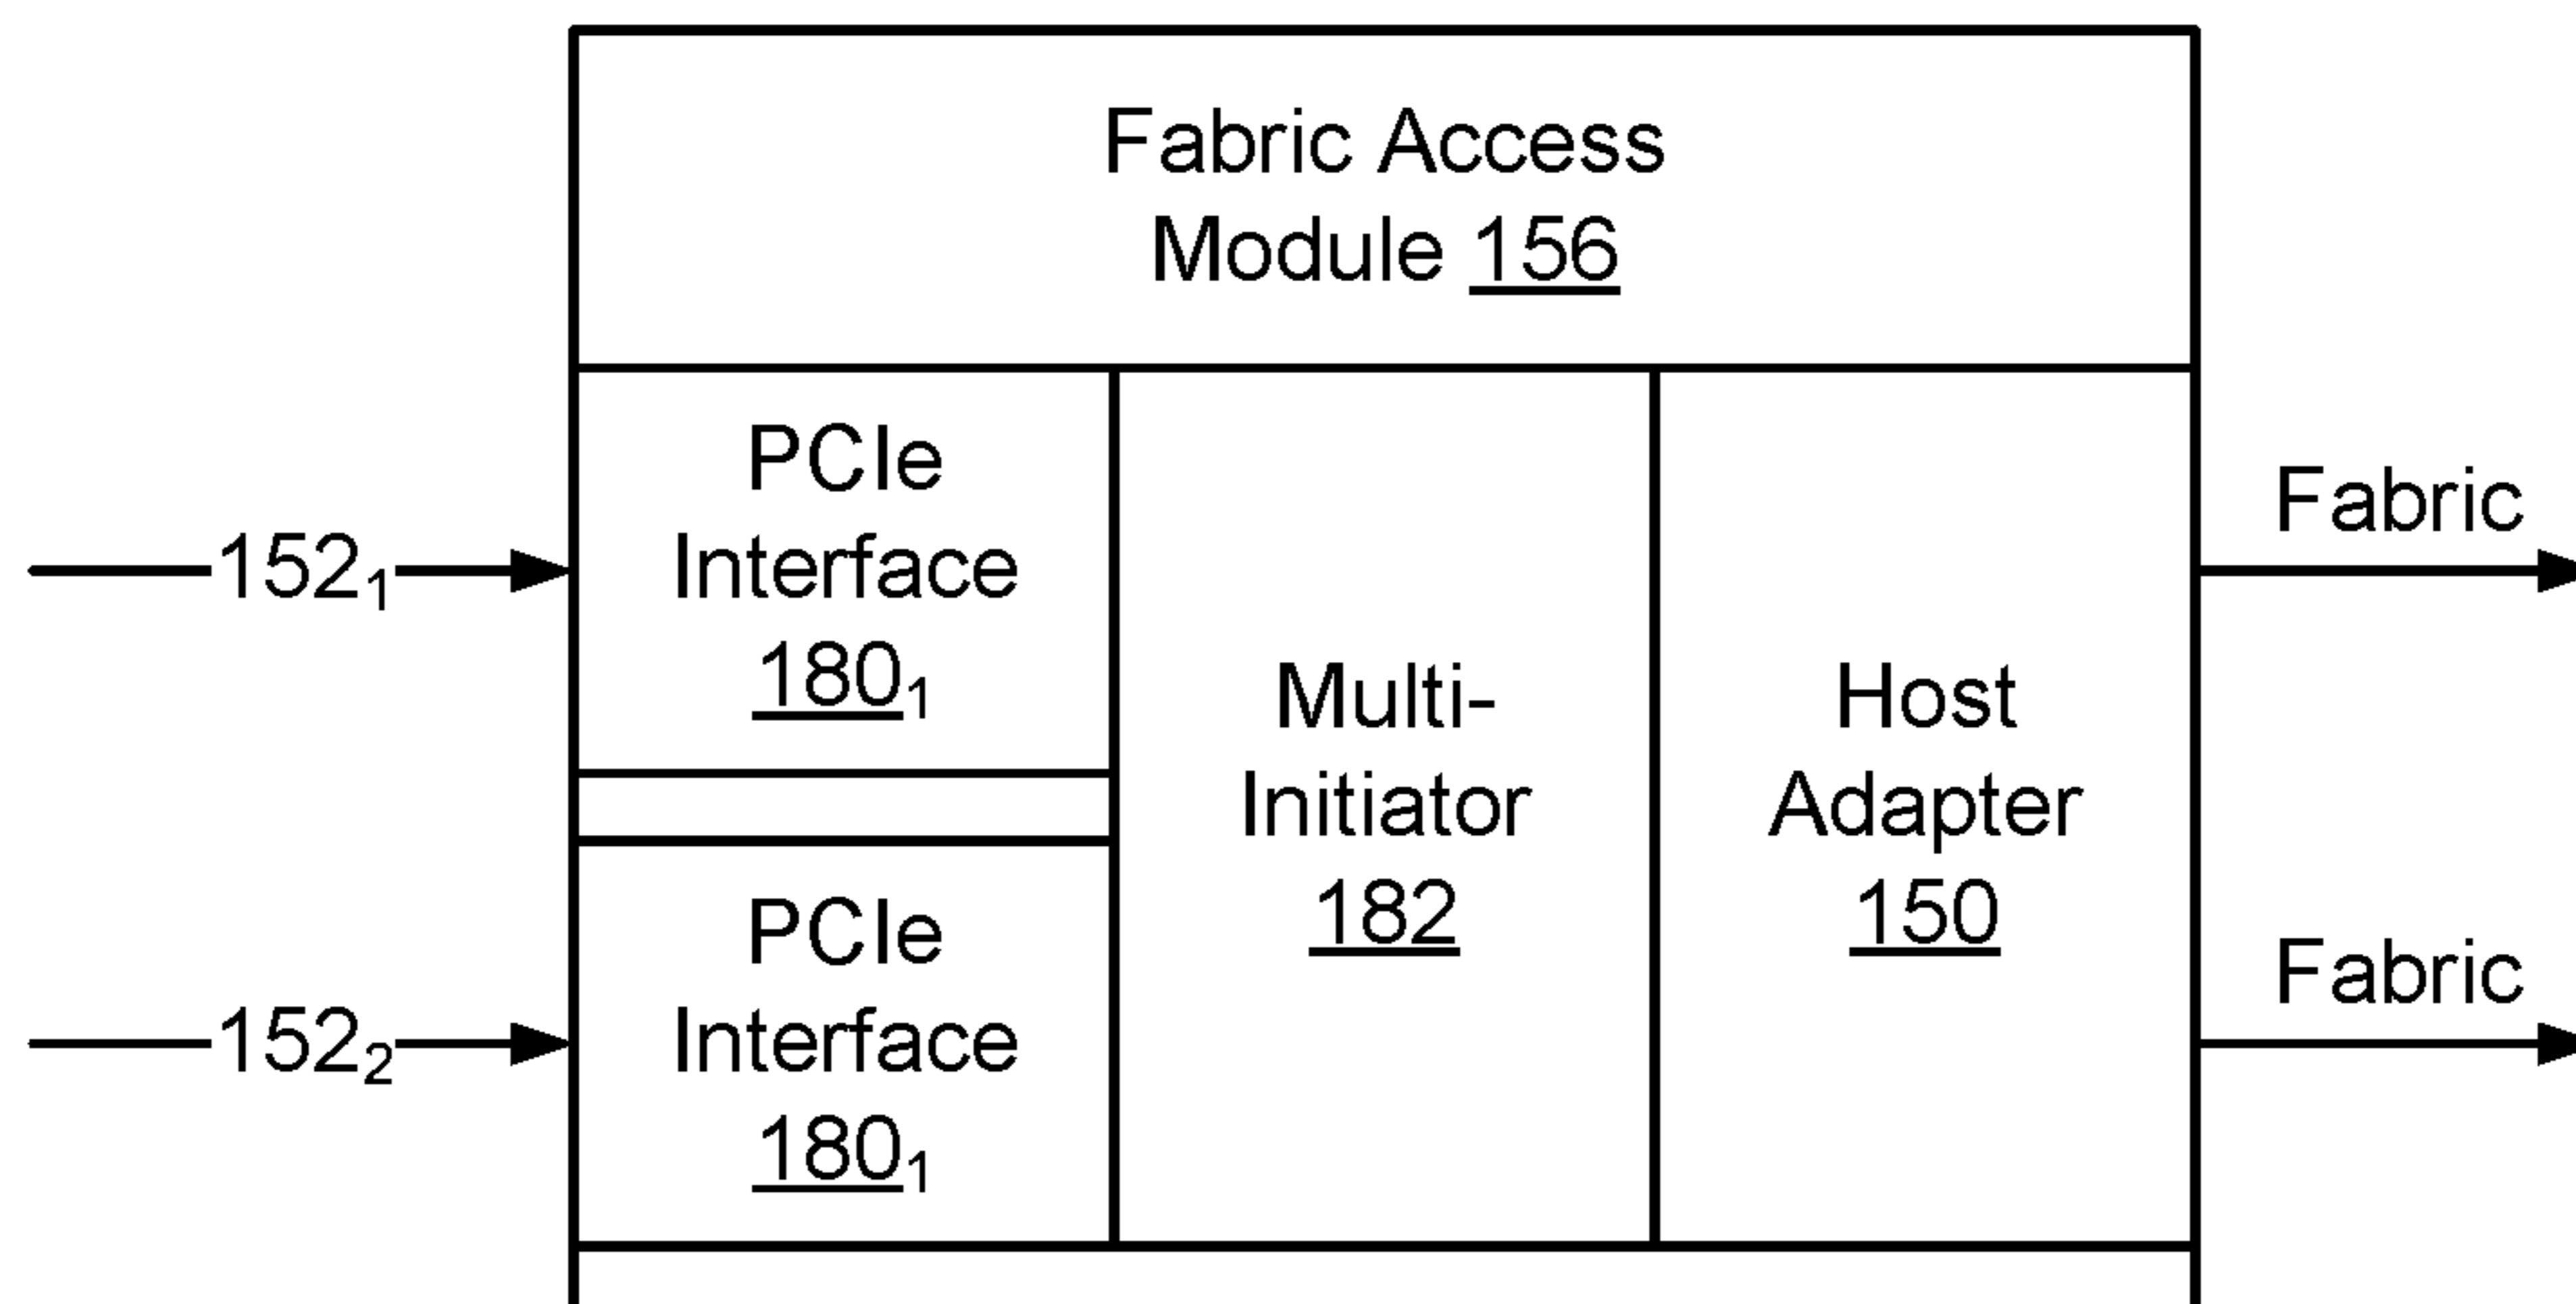 Fabric Access
Module 156
PCIe
Interface
180₁
152₁
Multi-
Initiator
182
Host
Adapter
150
Fabric
PCIe
Interface
180₁
152₂
Fabric